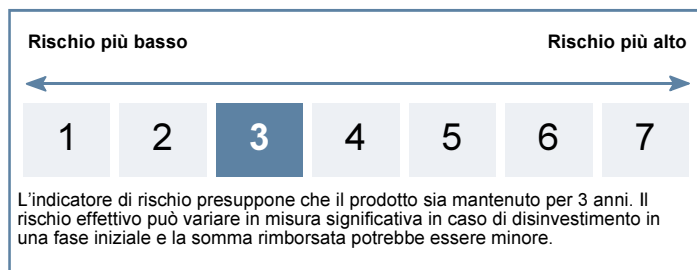 Rischio più basso
Rischio più alto
1 2 3 4 5 6 7
L'indicatore di rischio presuppone che il prodotto sia mantenuto per 3 anni. Il
rischio effettivo può variare in misura significativa in caso di disinvestimento in
una fase iniziale e la somma rimborsata potrebbe essere minore.